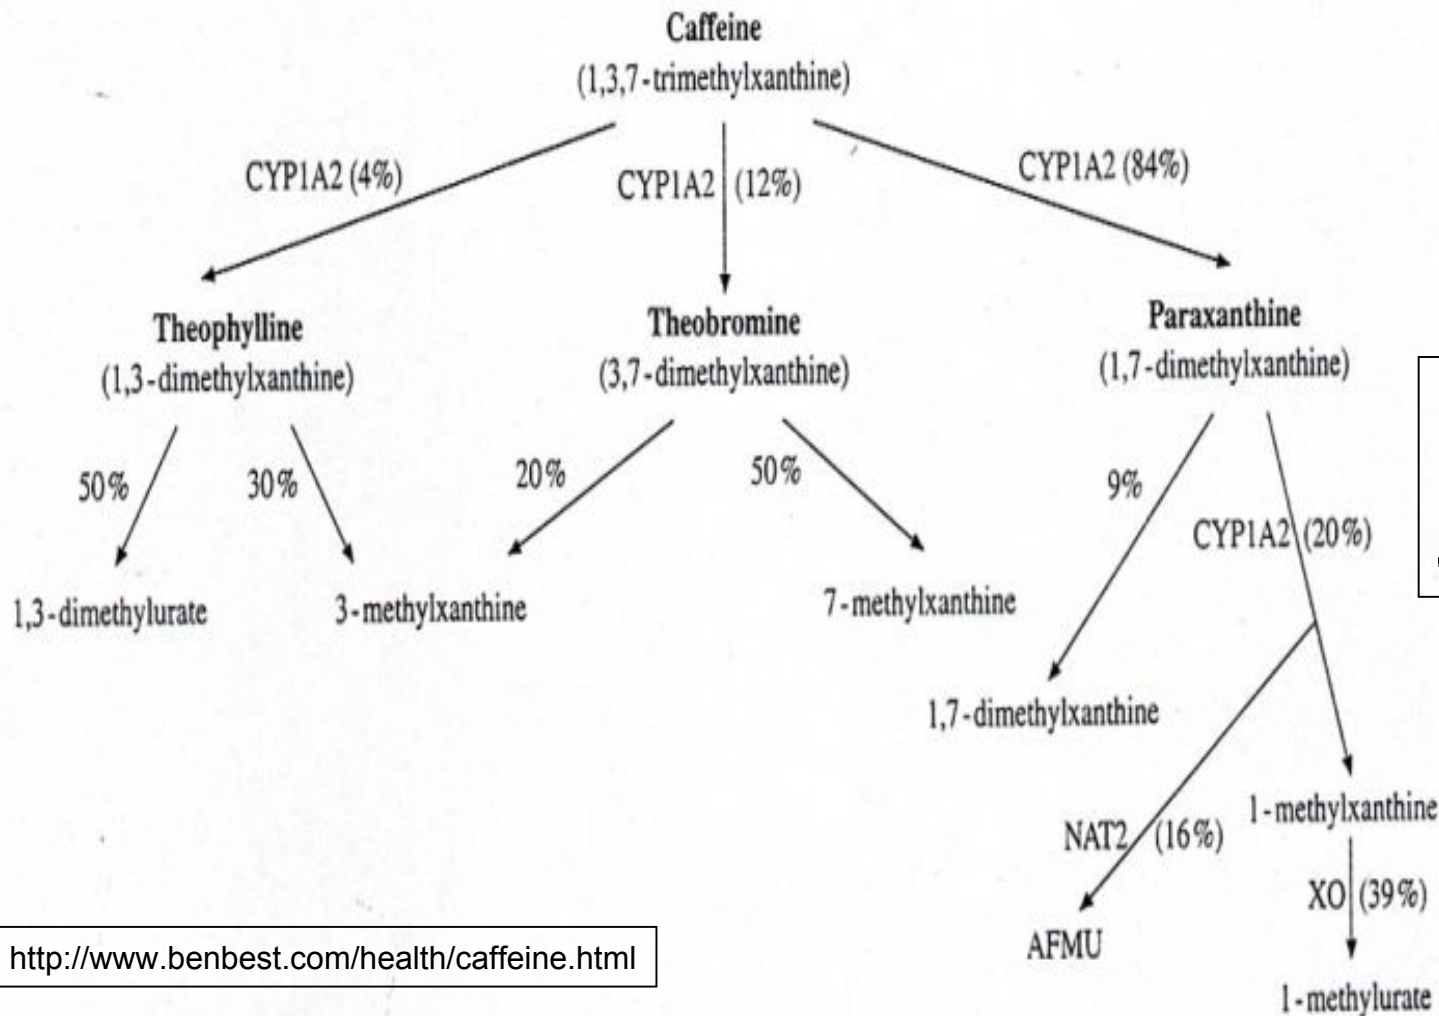 Caffeine
(1,3,7-trimethylxanthine)
CYP1A2 (4%)
CYP1A2 (12%)
CYP1A2 (84%)
Theophylline
(1,3-dimethylxanthine)
Theobromine
(3,7-dimethylxanthine)
Paraxanthine
(1,7-dimethylxanthine)
50%
30%
20%
50%
9%
CYP1A2 (20%)
1,3-dimethylurate
3-methylxanthine
7-methylxanthine
1,7-dimethylxanthine
NAT2 (16%)
1-methylxanthine
XO (39%)
AFMU
1-methylurate
http://www.benbest.com/health/caffeine.html